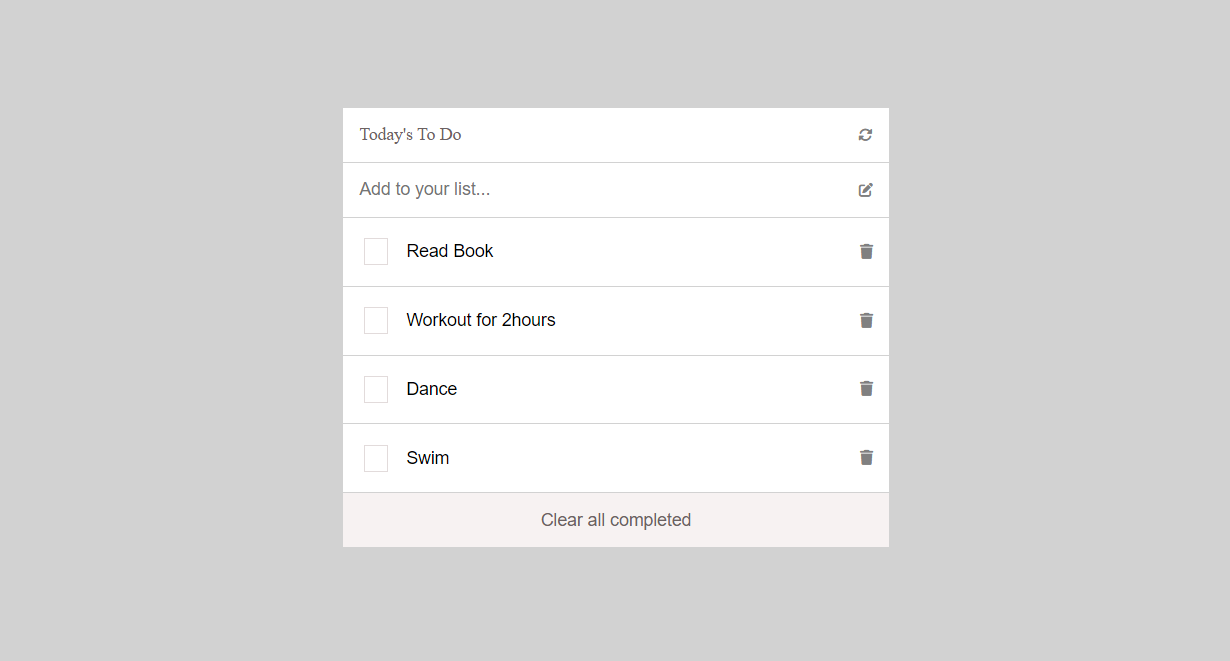 Today's To Do
Add to your list...
Read Book
Workout for 2hours
Dance
Swim
Clear all completed